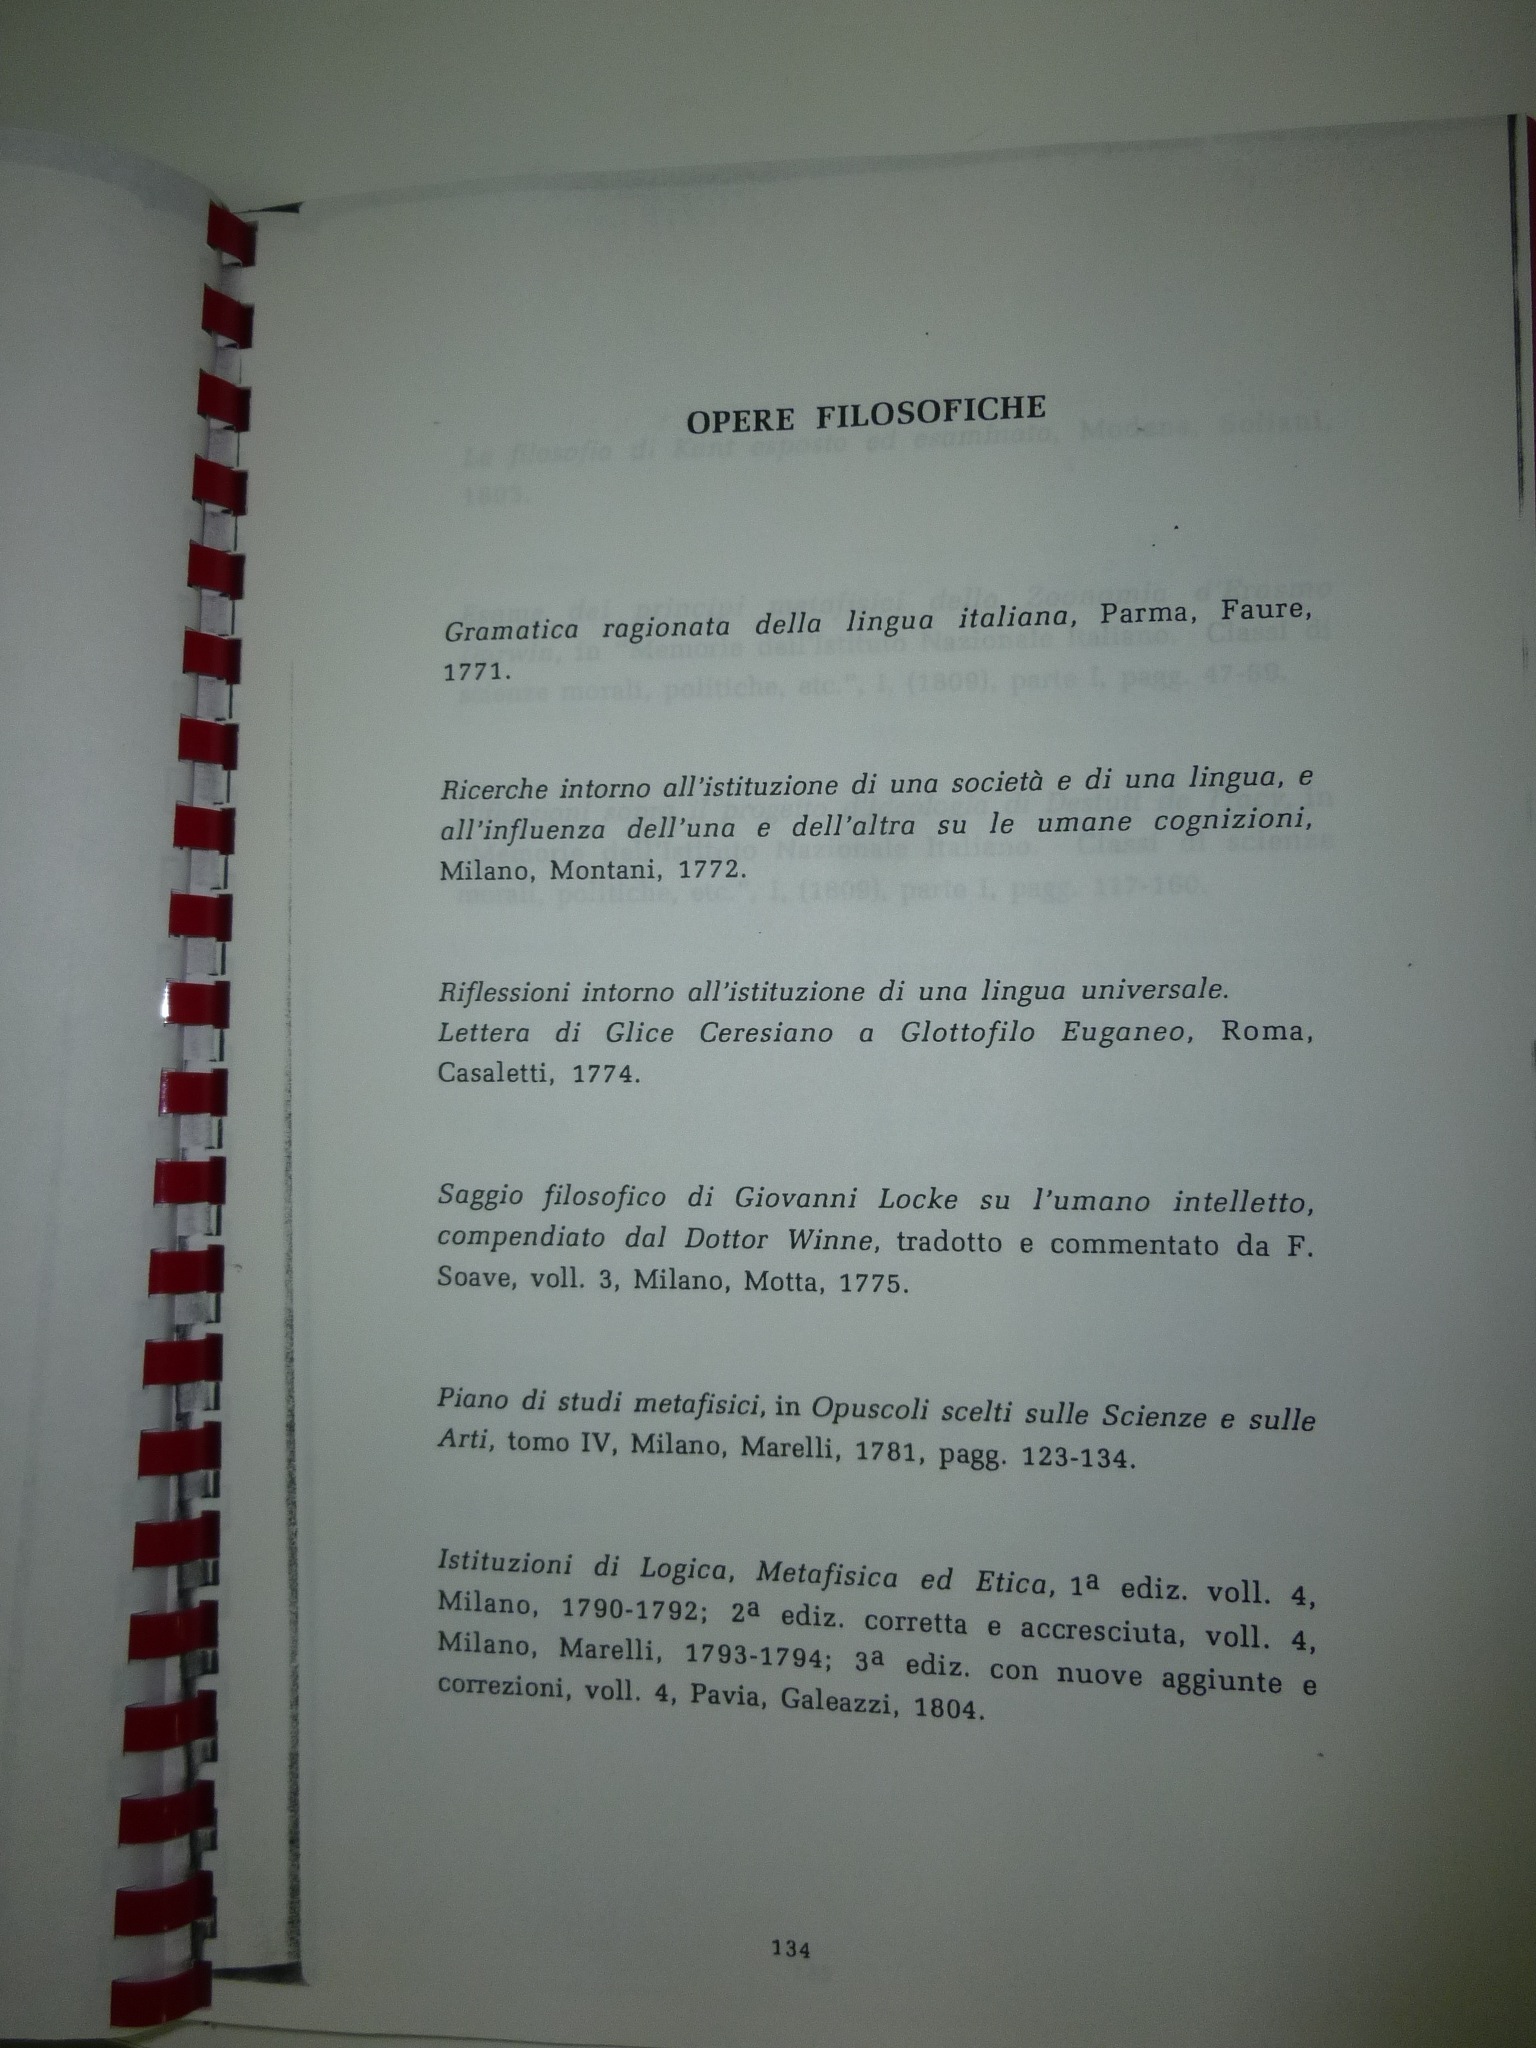 OPERE FILOSOFICHE
Gramatica ragionata della lingua italiana, Parma, Faure,
1771.
Ricerche intorno all'istituzione di una società e di una lingua, e
all'influenza dell'una e dell'altra su le umane cognizioni,
Milano, Montani, 1772.
Riflessioni intorno all'istituzione di una lingua universale.
Lettera di Glice Ceresiano a Glottofilo Euganeo, Roma,
Casaletti, 1774.
Saggio filosofico di Giovanni Locke su l'umano intelletto,
compendiato dal Dottor Winne, tradotto e commentato da F.
Soave, voll. 3, Milano, Motta, 1775.
Piano di studi metafisici, in Opuscoli scelti sulle Scienze e sulle
Arti, tomo IV, Milano, Marelli, 1781, pagg. 123-134.
Istituzioni di Logica, Metafisica ed Etica, 1ª ediz. voll. 4,
Milano, 1790-1792; 2ª ediz. corretta e accresciuta, voll. 4,
Milano, Marelli, 1793-1794; 3ª ediz. con nuove aggiunte e
correzioni, voll. 4, Pavia, Galeazzi, 1804.
134